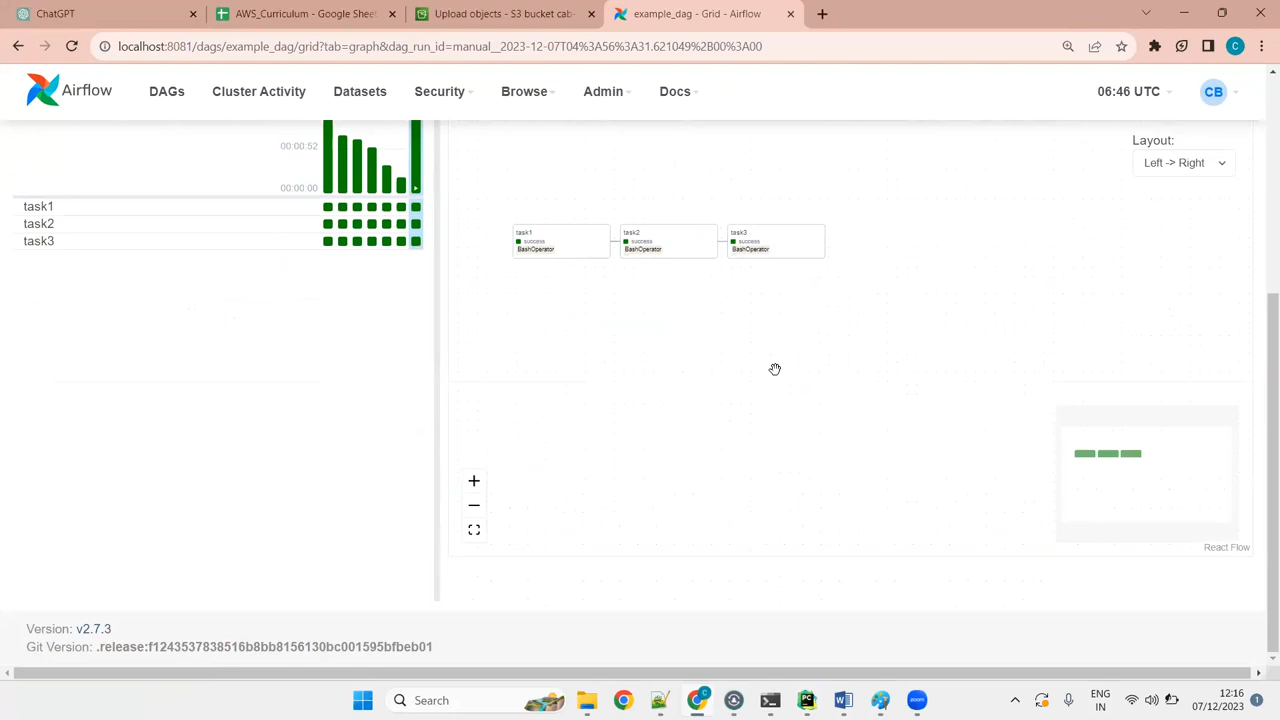 ChatGPT
AWS_Curriculum - Google Sheet
Upload objects - S3 bucket cab
example_dag - Grid - Airflow
localhost:8081/dags/example_dag/grid?tab=graph&dag_run_id=manual__2023-12-07T04%3A56%3A31.621049%2B00%3A00
C
Airflow
DAGs
Cluster Activity
Datasets
Security
Browse
Admin
Docs
06:46 UTC
CB
00:00:52
00:00:00
Layout:
Left -> Right
task1
task2
task3
task1
success
BashOperator
task2
success
BashOperator
task3
success
BashOperator
React Flow
Version: v2.7.3
Git Version: .release:f1243537838516b8bb8156130bc001595bfbeb01
Search
C
PC
W
zoom
ENG
IN
12:16
07/12/2023
1